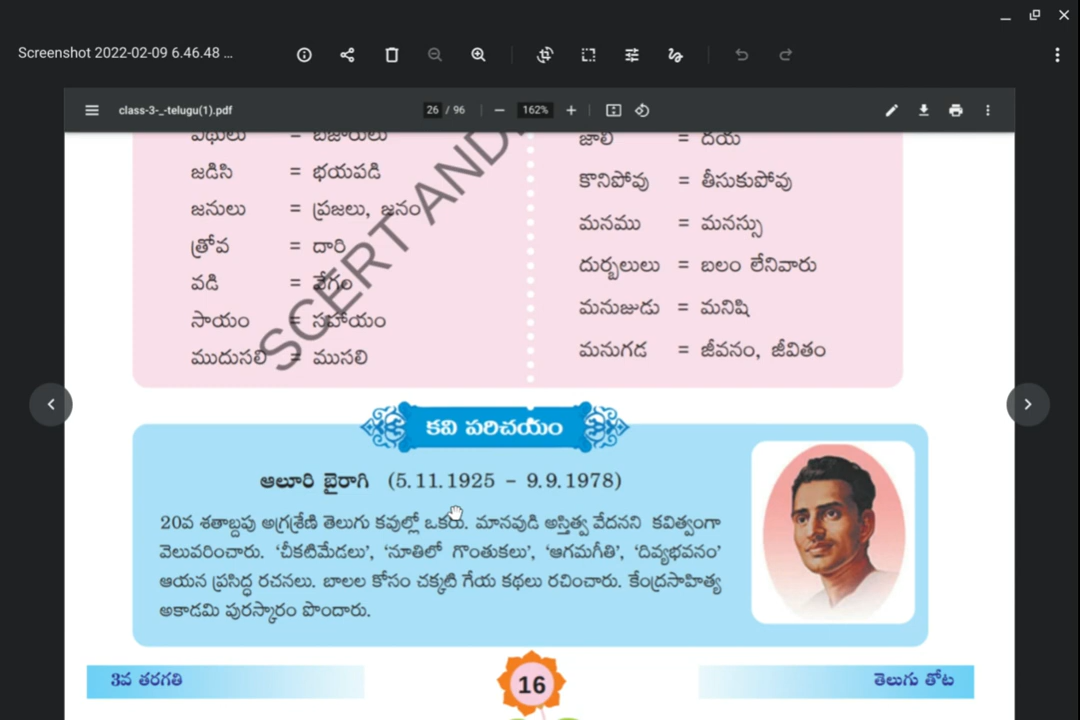 Screenshot 2022-02-09 6.46.48 ...
class-3-_-telugu(1).pdf 26 / 96 162%
వీథులు = బజారులు
జడిసి = భయపడి
జనులు = ప్రజలు, జనం
త్రోవ = దారి
వడి = వేగం
సాయం = సహాయం
ముదుసలి = ముసలి
జాలి = దయ
కొనిపోవు = తీసుకుపోవు
మనము = మనస్సు
దుర్బలులు = బలం లేనివారు
మనుజుడు = మనిషి
మనుగడ = జీవనం, జీవితం
SCERT AND
కవి పరిచయం
ఆలూరి బైరాగి (5.11.1925 - 9.9.1978)
20వ శతాబ్దపు అగ్రశ్రేణి తెలుగు కవుల్లో ఒకరు. మానవుడి అస్తిత్వ వేదనని కవిత్వంగా
వెలువరించారు. ‘చీకటిమేడలు’, ‘నూతిలో గొంతుకలు’, ‘ఆగమగీతి’, ‘దివ్యభవనం’
ఆయన ప్రసిద్ధ రచనలు. బాలల కోసం చక్కటి గేయ కథలు రచించారు. కేంద్రసాహిత్య
అకాడమి పురస్కారం పొందారు.
3వ తరగతి
16
తెలుగు తోట